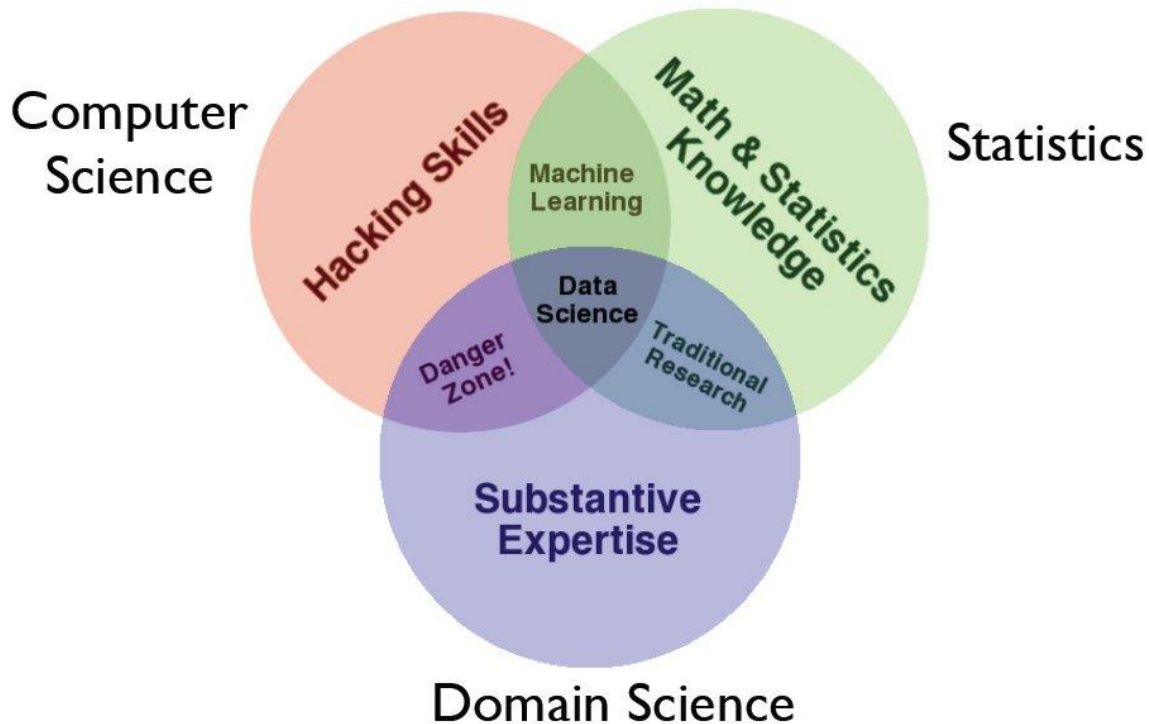 Computer
Science
Statistics
Hacking Skills
Math & Statistics
Knowledge
Machine
Learning
Data
Science
Danger
Zone!
Traditional
Research
Substantive
Expertise
Domain Science